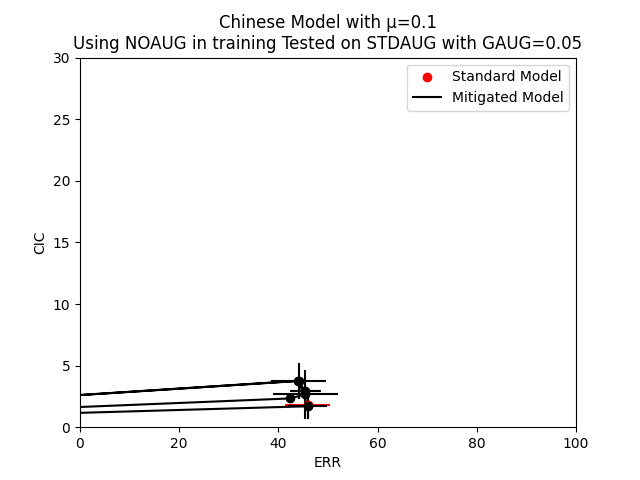 Chinese Model with μ=0.1
Using NOAUG in training Tested on STDAUG with GAUG=0.05
Standard Model
Mitigated Model
30
25
20
15
10
5
0
CIC
0 20 40 60 80 100
ERR